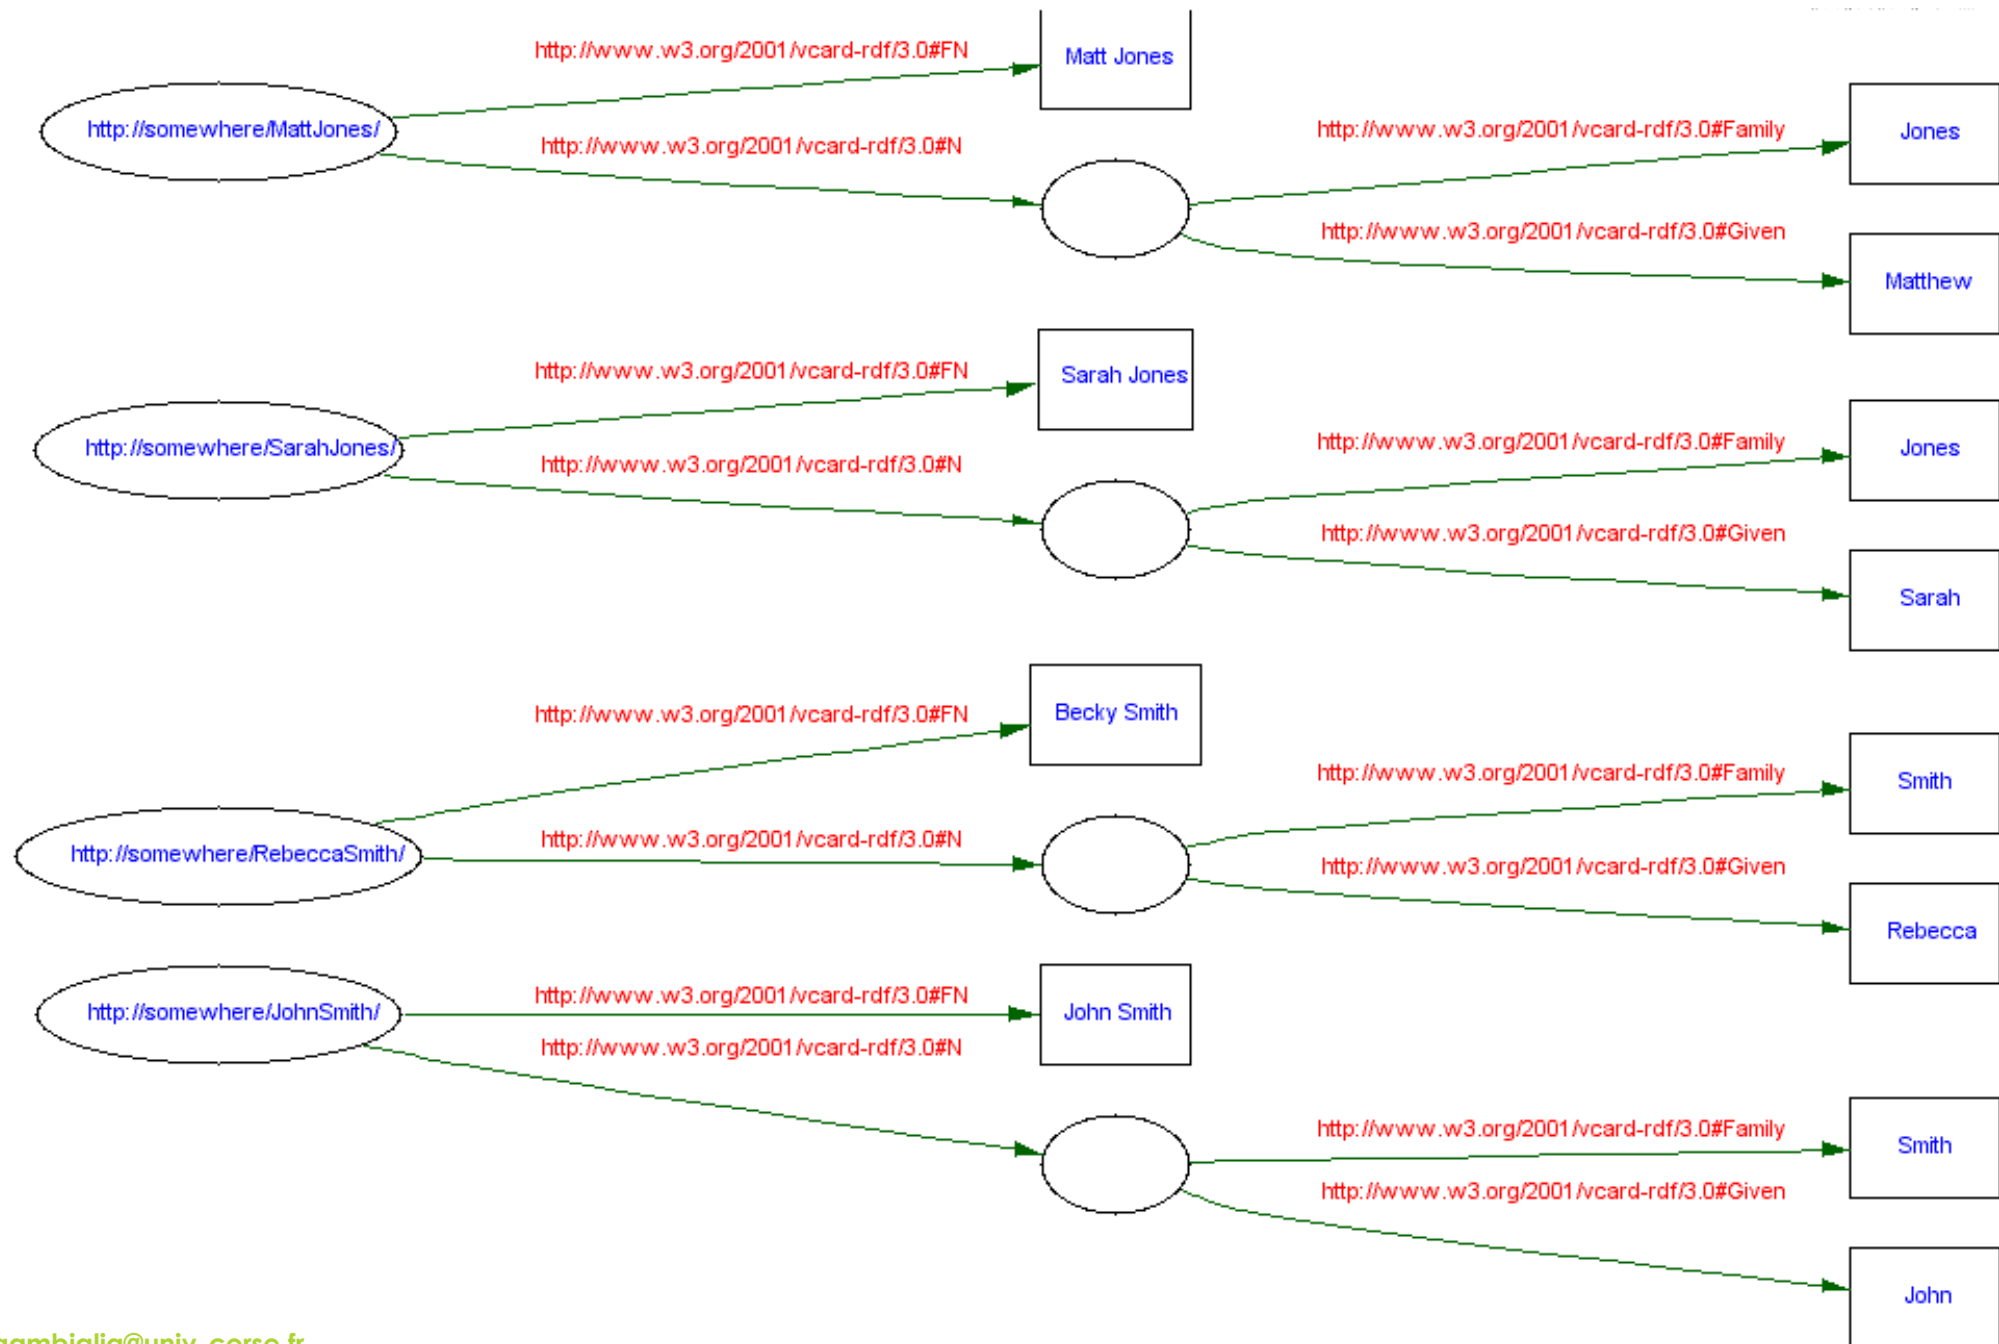 http://www.w3.org/2001/vcard-rdf/3.0#FN
Matt Jones
http://somewhere/MattJones/
http://www.w3.org/2001/vcard-rdf/3.0#N
http://www.w3.org/2001/vcard-rdf/3.0#Family
Jones
http://www.w3.org/2001/vcard-rdf/3.0#Given
Matthew
http://www.w3.org/2001/vcard-rdf/3.0#FN
Sarah Jones
http://somewhere/SarahJones/
http://www.w3.org/2001/vcard-rdf/3.0#N
http://www.w3.org/2001/vcard-rdf/3.0#Family
Jones
http://www.w3.org/2001/vcard-rdf/3.0#Given
Sarah
http://www.w3.org/2001/vcard-rdf/3.0#FN
Becky Smith
http://somewhere/RebeccaSmith/
http://www.w3.org/2001/vcard-rdf/3.0#N
http://www.w3.org/2001/vcard-rdf/3.0#Family
Smith
http://www.w3.org/2001/vcard-rdf/3.0#Given
Rebecca
http://somewhere/JohnSmith/
http://www.w3.org/2001/vcard-rdf/3.0#FN
John Smith
http://www.w3.org/2001/vcard-rdf/3.0#N
http://www.w3.org/2001/vcard-rdf/3.0#Family
Smith
http://www.w3.org/2001/vcard-rdf/3.0#Given
John